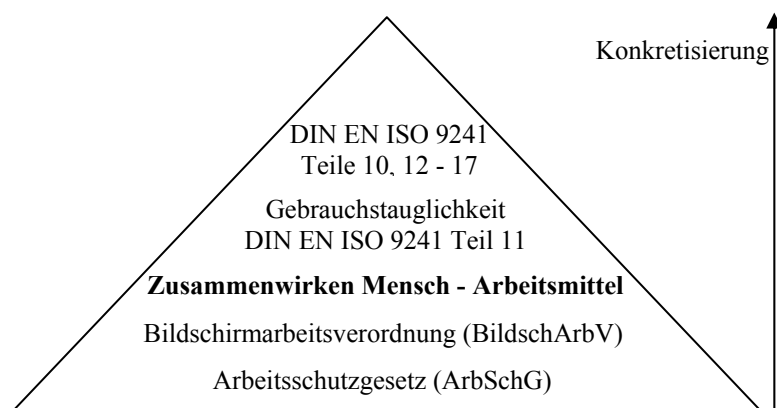 Konkretisierung
DIN EN ISO 9241
Teile 10, 12 - 17
Gebrauchstauglichkeit
DIN EN ISO 9241 Teil 11
Zusammenwirken Mensch - Arbeitsmittel
Bildschirmarbeitsverordnung (BildschArbV)
Arbeitsschutzgesetz (ArbSchG)